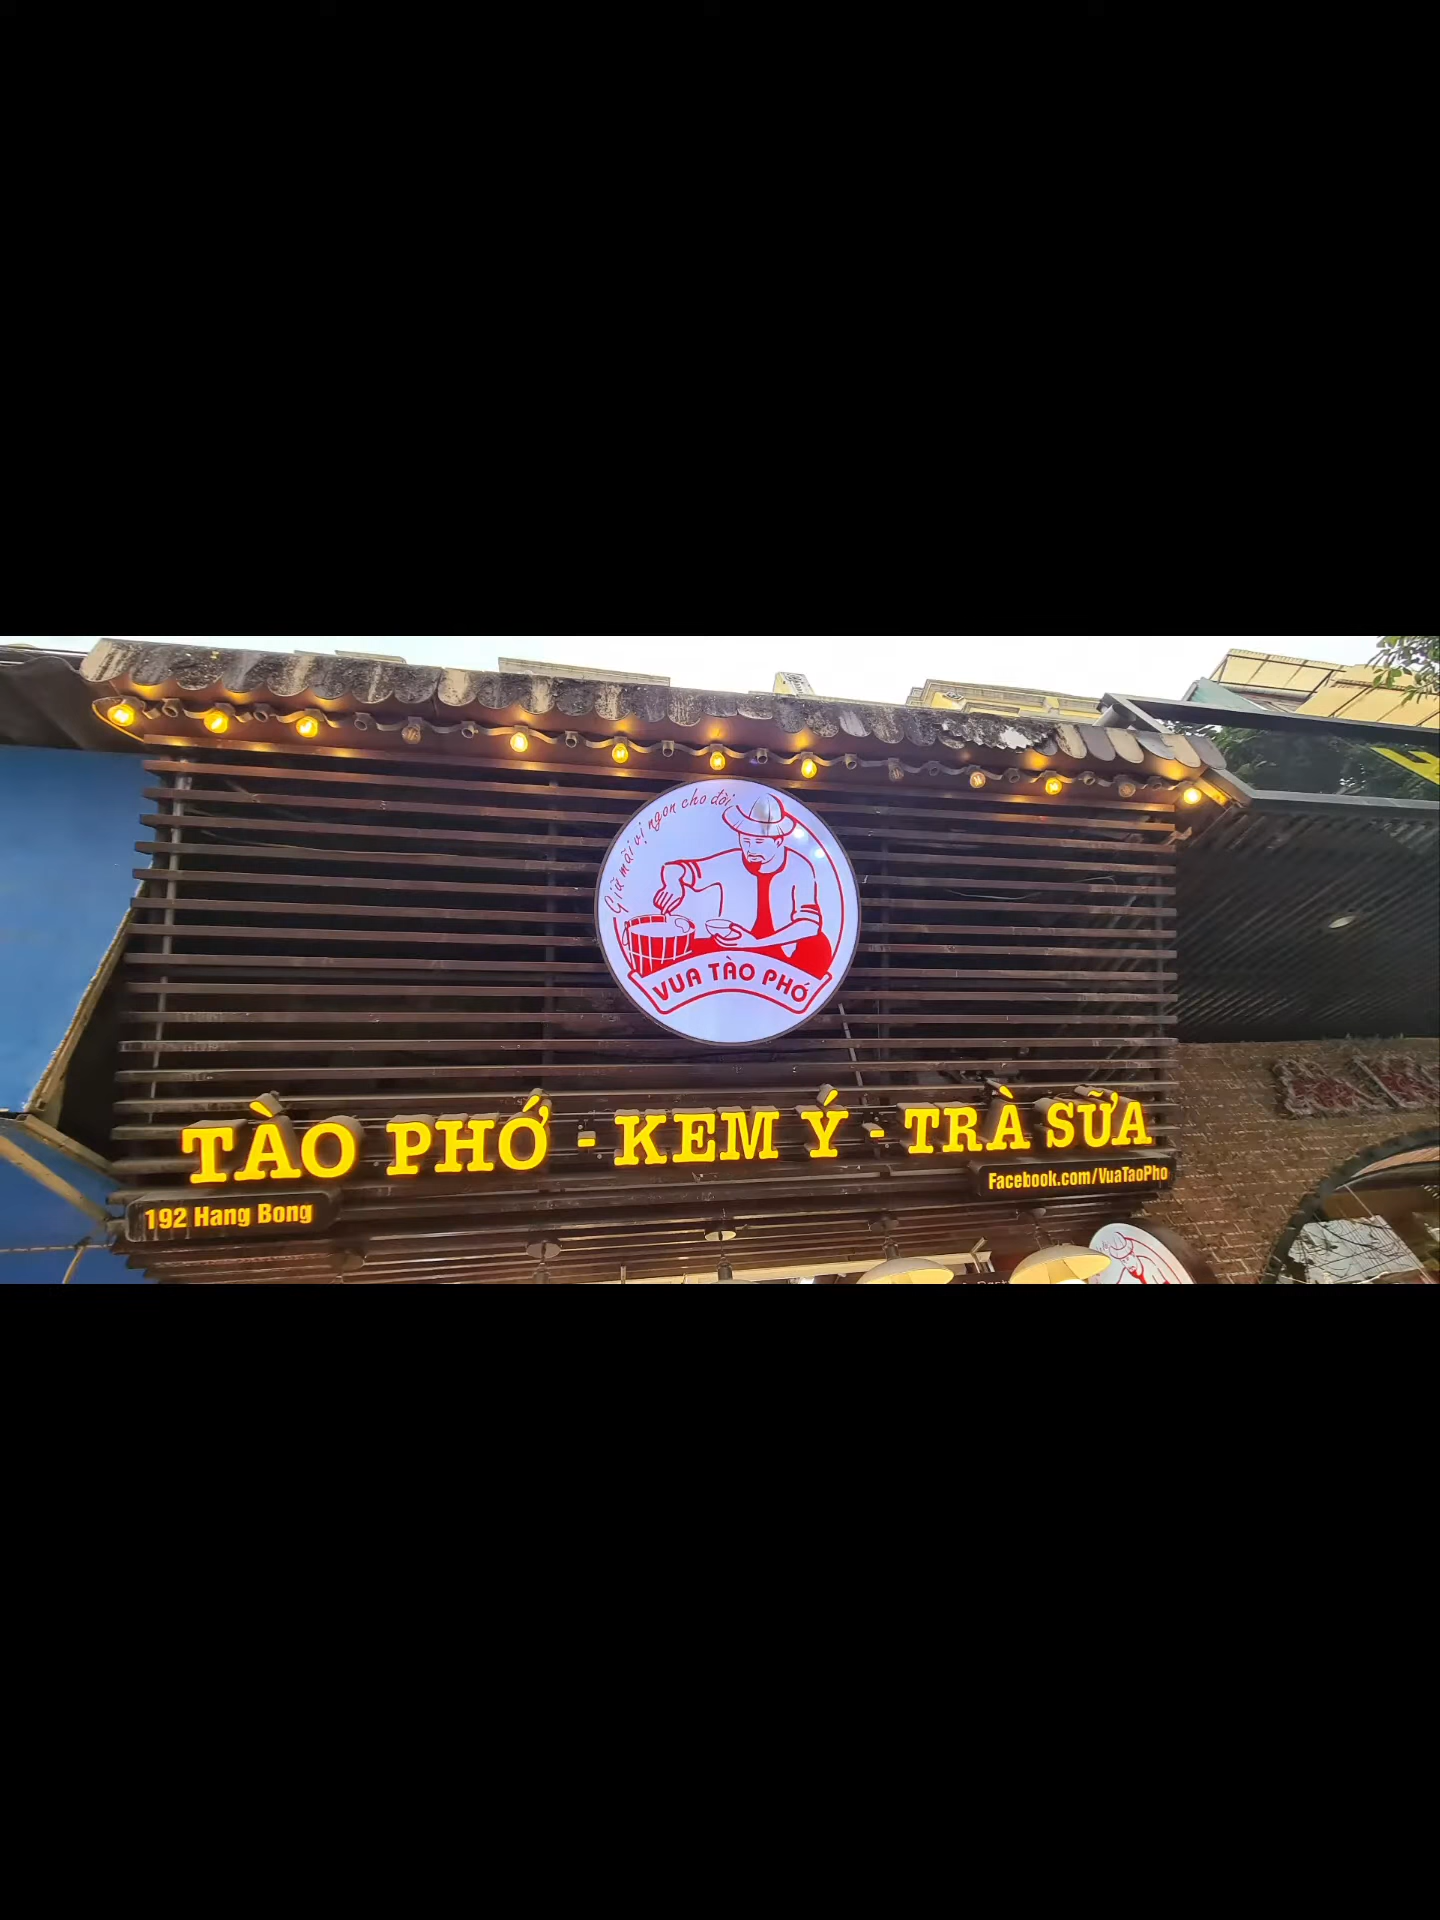 Giữ mãi vị ngon cho đời
VUA TÀO PHỚ
TÀO PHỚ - KEM Ý - TRÀ SỮA
Facebook.com/VuaTaoPho
192 Hang Bong